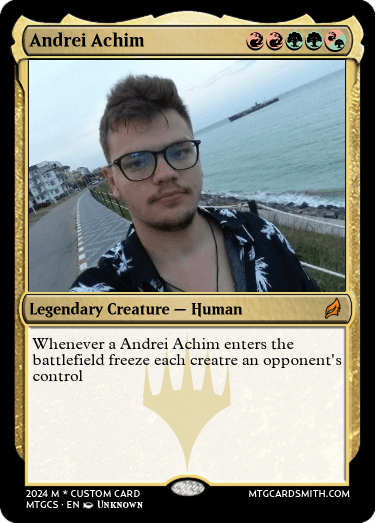 Andrei Achim
Legendary Creature — Human
Whenever a Andrei Achim enters the
battlefield freeze each creatre an opponent's
control
2024 M * CUSTOM CARD
MTGCS · EN Unknown
MTGCARDSMITH.COM